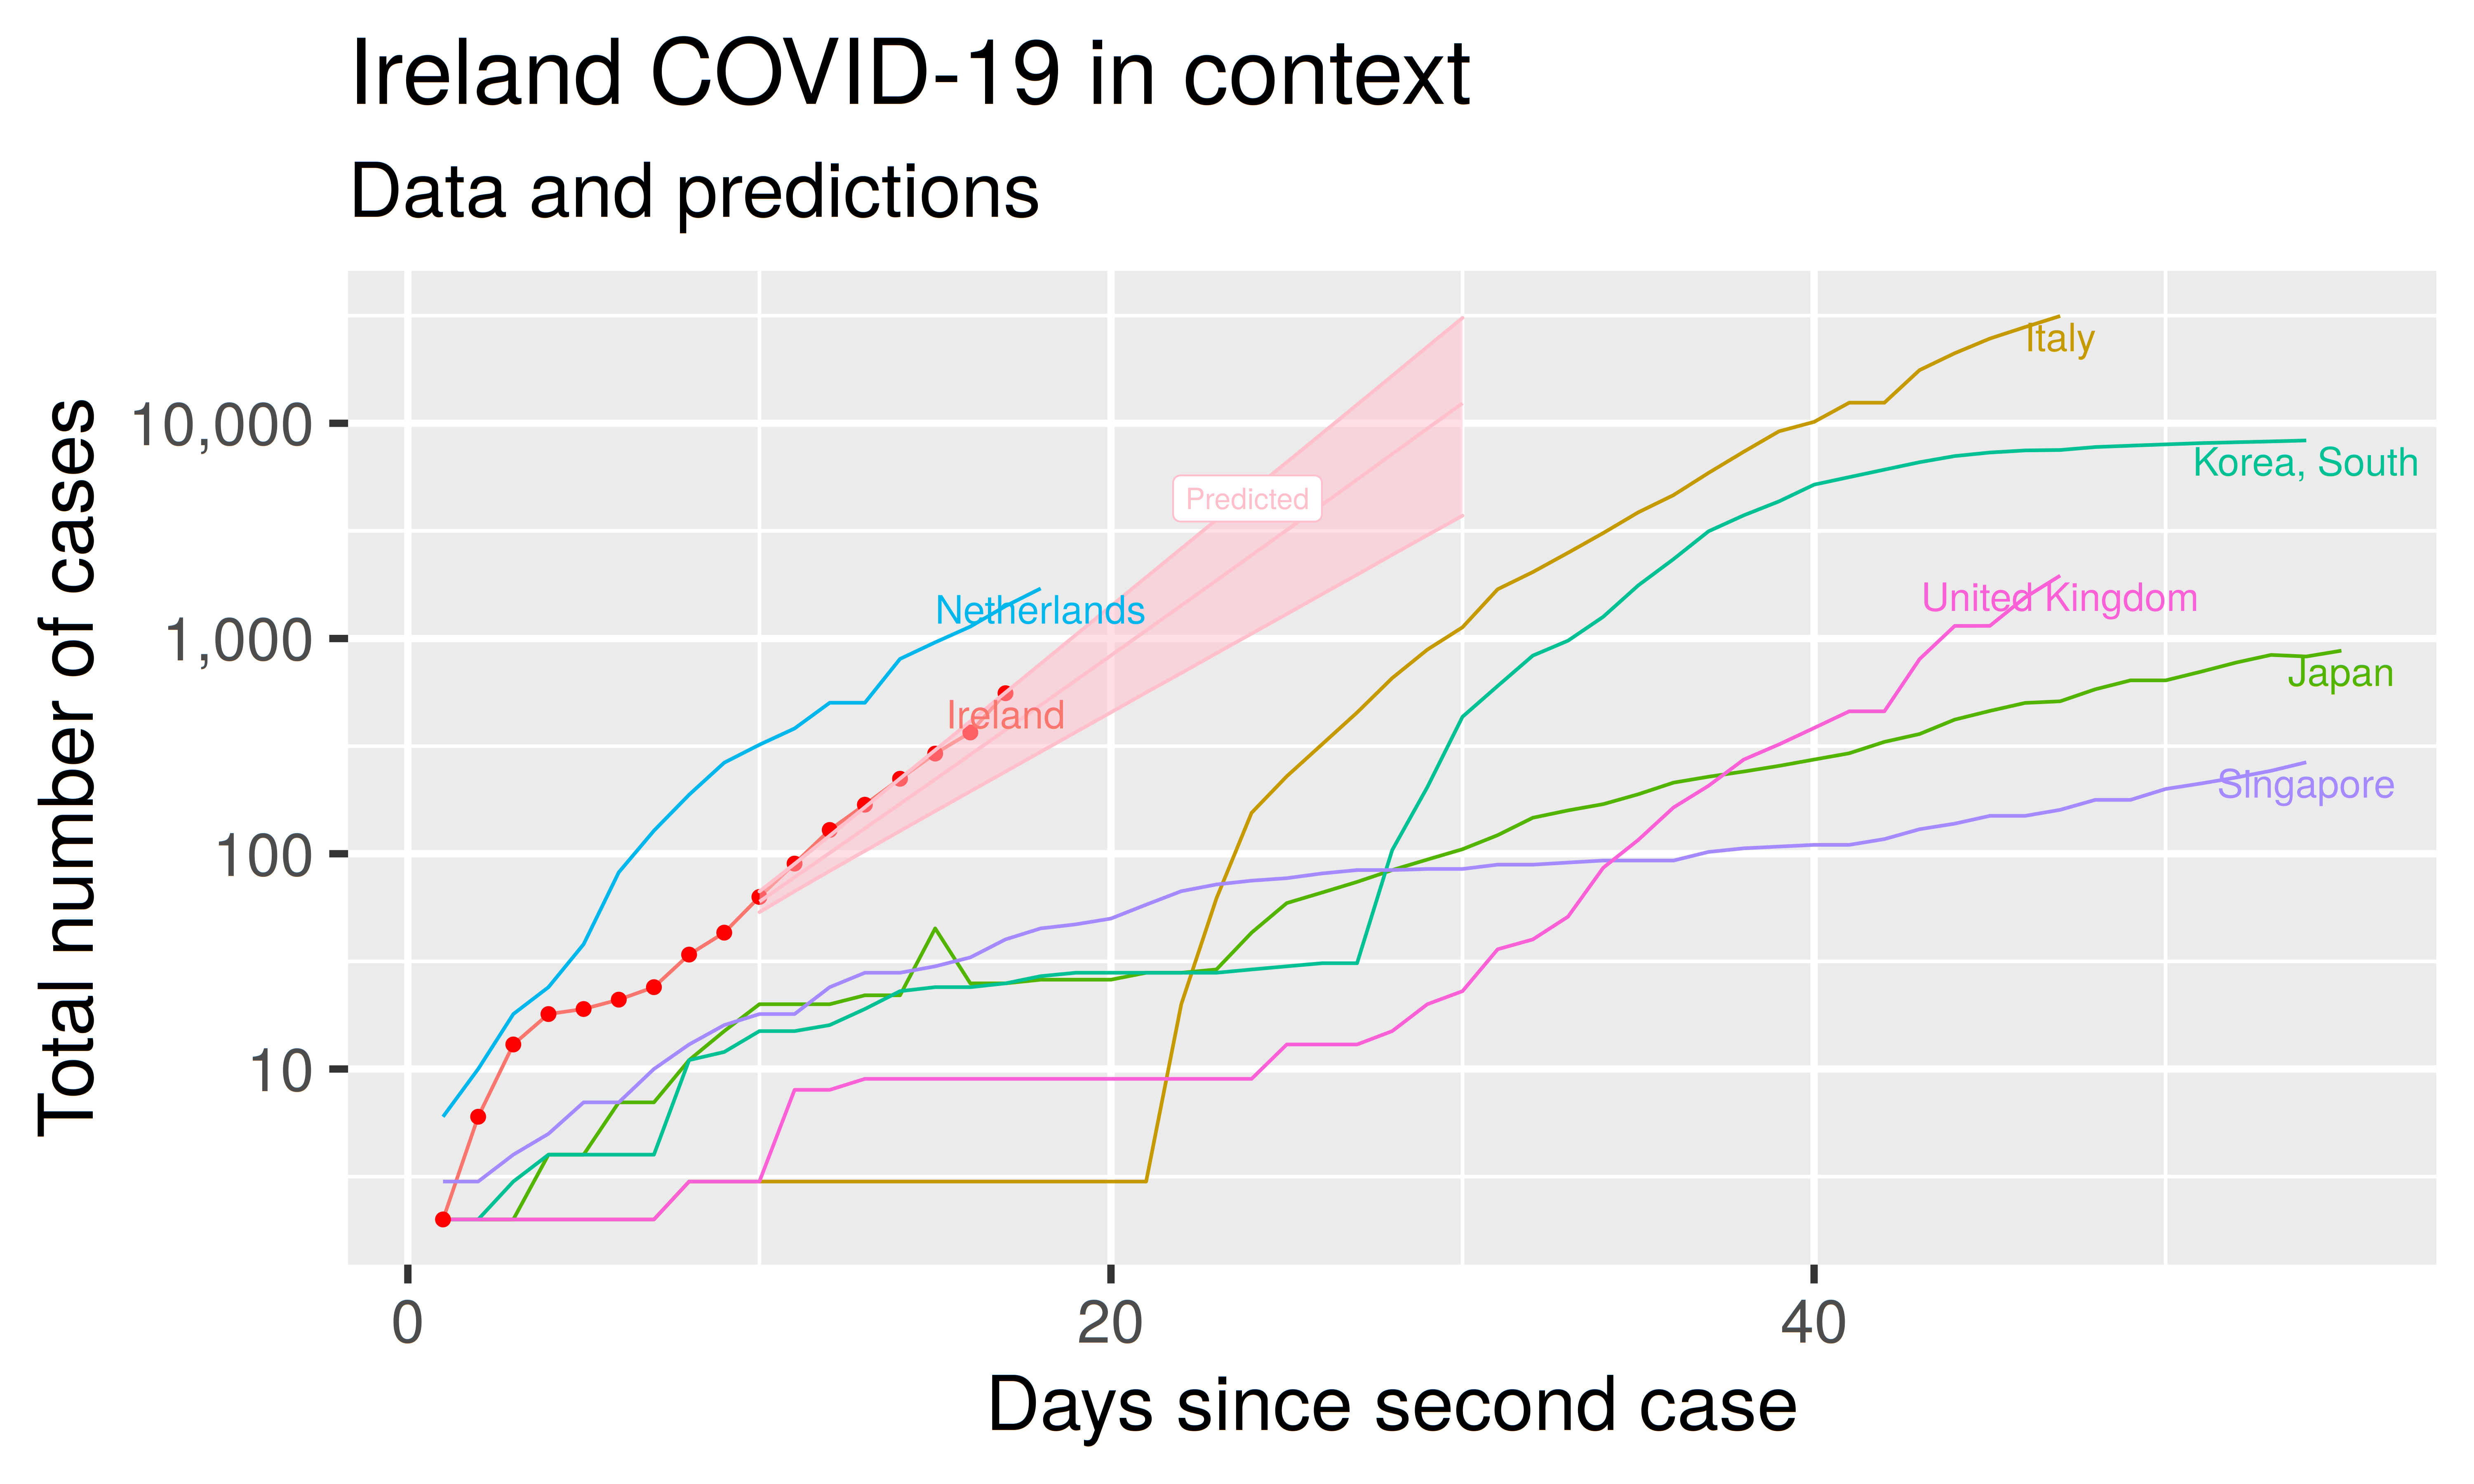 Ireland COVID-19 in context
Data and predictions
Total number of cases
10,000
1,000
100
10
Italy
Korea, South
Predicted
United Kingdom
Netherlands
Japan
Ireland
Singapore
0
20
40
Days since second case